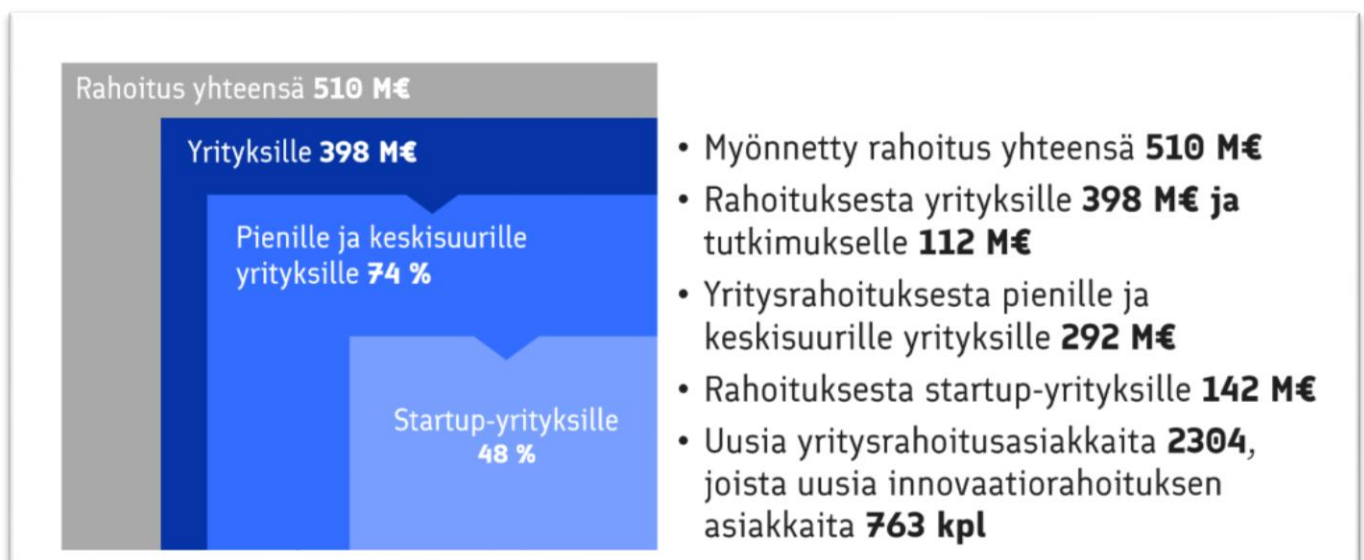 Rahoitus yhteensä 510 M€
Yrityksille 398 M€
Pienille ja keskisuurille
yrityksille 74 %
Startup-yrityksille
48 %
• Myönnetty rahoitus yhteensä 510 M€
• Rahoituksesta yrityksille 398 M€ ja
tutkimukselle 112 M€
• Yritysrahoituksesta pienille ja
keskisuurille yrityksille 292 M€
• Rahoituksesta startup-yrityksille 142 M€
• Uusia yritysrahoitusasiakkaita 2304,
joista uusia innovaatiorahoituksen
asiakkaita 763 kpl